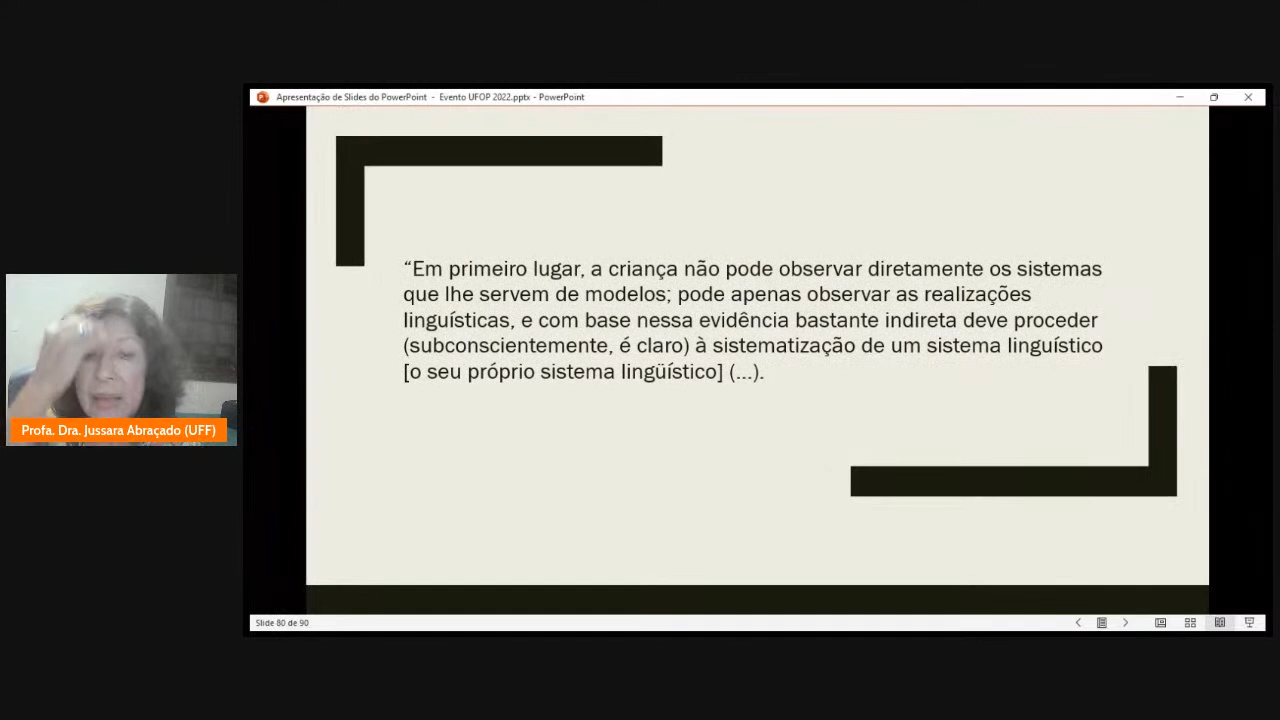 Apresentação de Slides do PowerPoint - Evento UFOP 2022.pptx - PowerPoint
“Em primeiro lugar, a criança não pode observar diretamente os sistemas
que lhe servem de modelos; pode apenas observar as realizações
linguísticas, e com base nessa evidência bastante indireta deve proceder
(subconscientemente, é claro) à sistematização de um sistema linguístico
[o seu próprio sistema lingüístico] (...).
Profa. Dra. Jussara Abraçado (UFF)
Slide 80 de 90